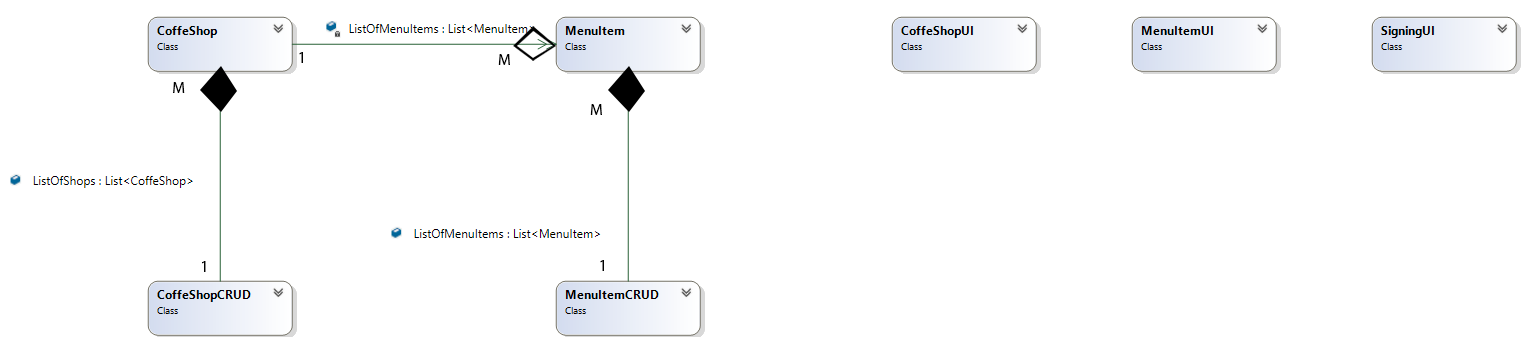 CoffeShop
Class
ListOfMenuItems : List<MenuItem>
1
M
MenuItem
Class
CoffeShopUI
Class
MenuItemUI
Class
SigningUI
Class
M
M
ListOfShops : List<CoffeShop>
ListOfMenuItems : List<MenuItem>
1
1
CoffeShopCRUD
Class
MenuItemCRUD
Class